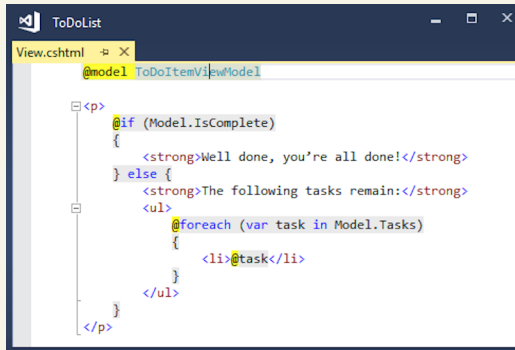 ToDoList
View.cshtml
@model ToDoItemViewModel
<p>
@if (Model.IsComplete)
{
<strong>Well done, you’re all done!</strong>
} else {
<strong>The following tasks remain:</strong>
<ul>
@foreach (var task in Model.Tasks)
{
<li>@task</li>
}
</ul>
}
</p>